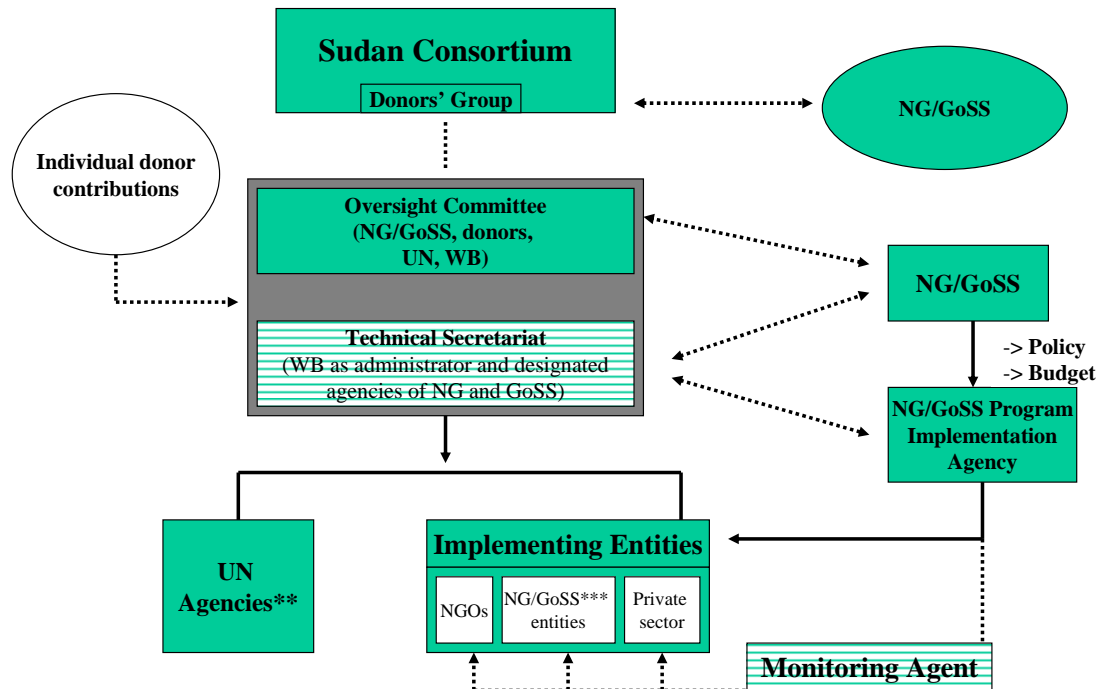 Sudan Consortium
Donors’ Group
NG/GoSS
Individual donor
contributions
Oversight Committee
(NG/GoSS, donors,
UN, WB)
NG/GoSS
Technical Secretariat
(WB as administrator and designated
agencies of NG and GoSS)
-> Policy
-> Budget
NG/GoSS Program
Implementation
Agency
UN
Agencies**
Implementing Entities
NGOs
NG/GoSS***
entities
Private
sector
Monitoring Agent